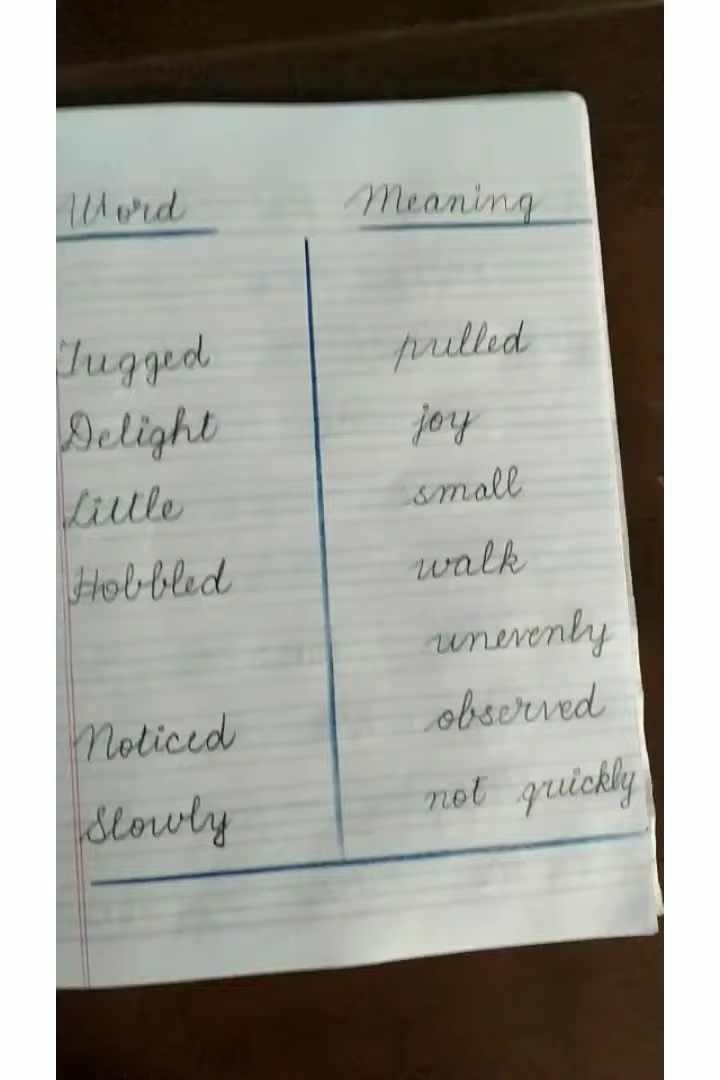 Word Meaning
Tugged pulled
Delight joy
Little small
Hobbled walk
unevenly
Noticed observed
Slowly not quickly